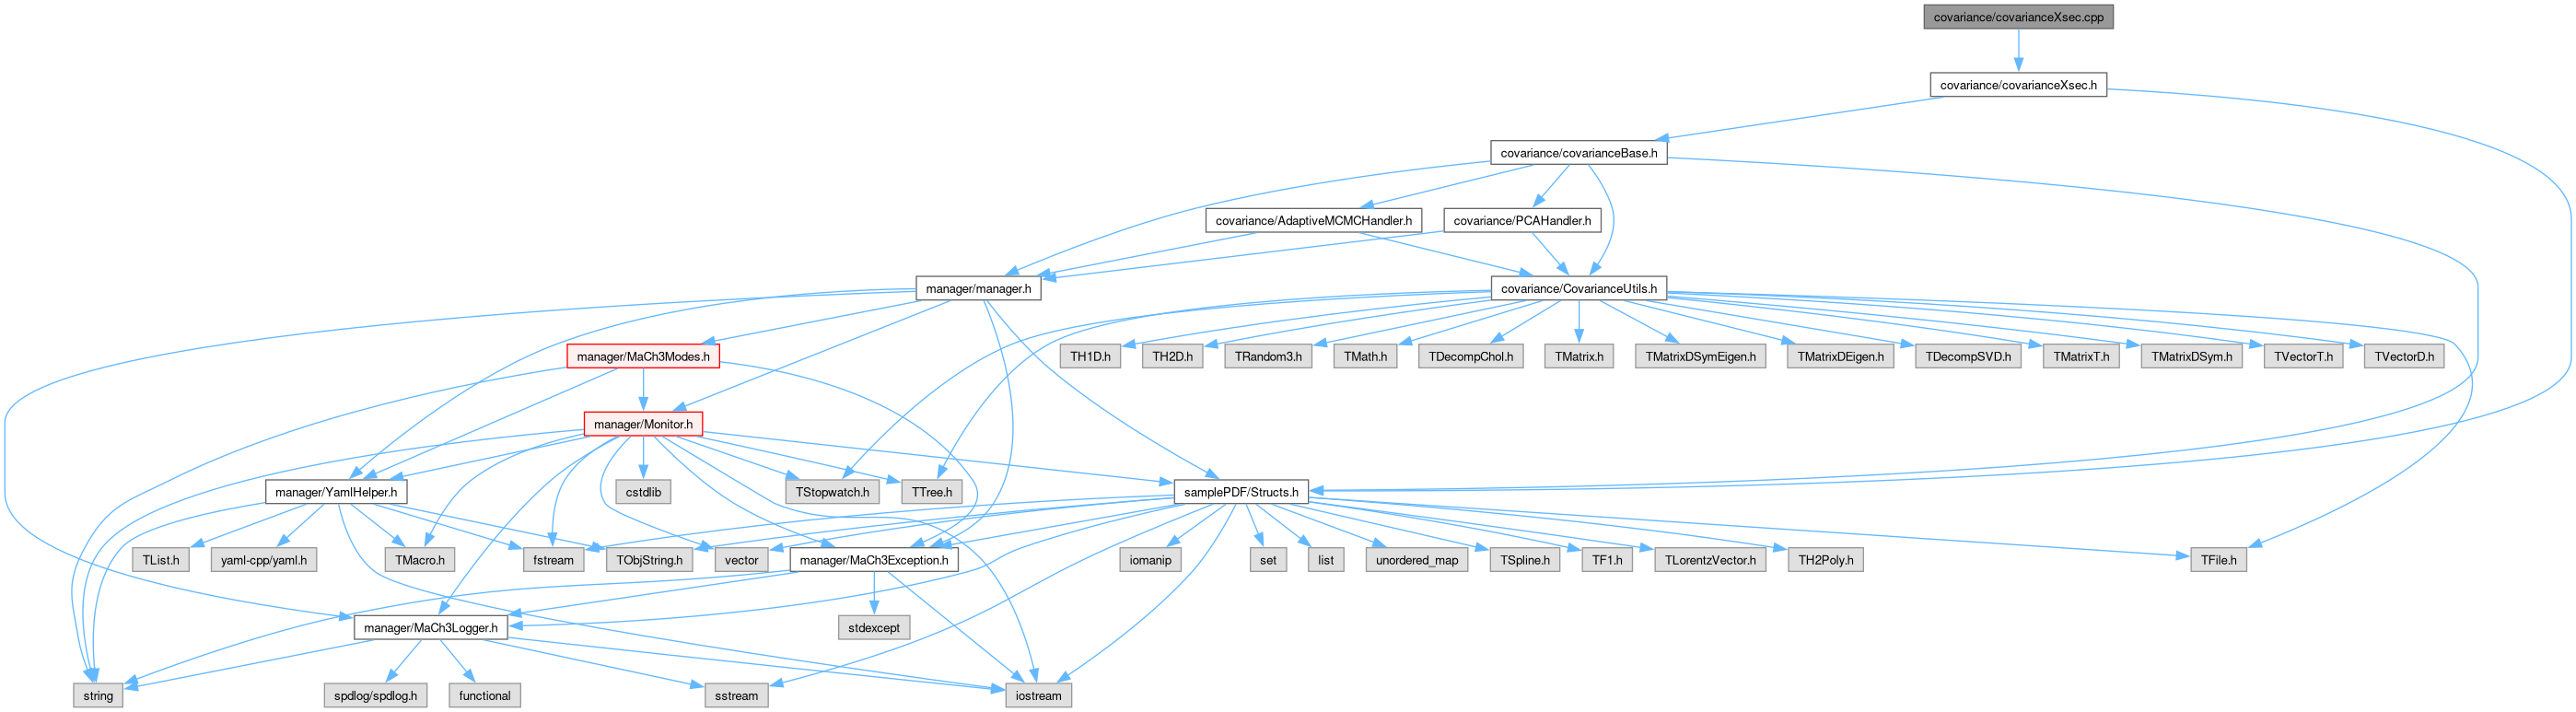 covariance/covarianceXsec.cpp
covariance/covarianceXsec.h
covariance/covarianceBase.h
covariance/AdaptiveMCMCHandler.h
covariance/PCAHandler.h
manager/manager.h
covariance/CovarianceUtils.h
manager/MaCh3Modes.h
TH1D.h
TH2D.h
TRandom3.h
TMath.h
TDecompChol.h
TMatrix.h
TMatrixDSymEigen.h
TMatrixDEigen.h
TDecompSVD.h
TMatrixT.h
TMatrixDSym.h
TVectorT.h
TVectorD.h
manager/Monitor.h
manager/YamlHelper.h
cstdlib
TStopwatch.h
TTree.h
samplePDF/Structs.h
TList.h
yaml-cpp/yaml.h
TMacro.h
fstream
TObjString.h
vector
manager/MaCh3Exception.h
iomanip
set
list
unordered_map
TSpline.h
TF1.h
TLorentzVector.h
TH2Poly.h
TFile.h
manager/MaCh3Logger.h
stdexcept
string
spdlog/spdlog.h
functional
sstream
iostream